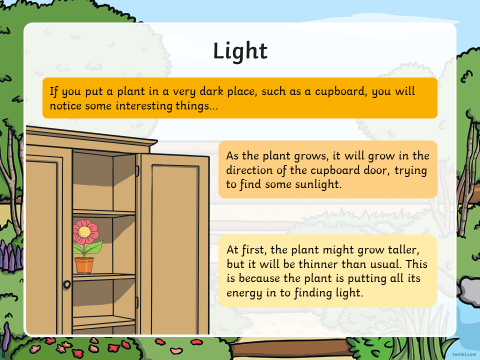 Light
If you put a plant in a very dark place, such as a cupboard, you will
notice some interesting things...
As the plant grows, it will grow in the
direction of the cupboard door, trying
to find some sunlight.
At first, the plant might grow taller,
but it will be thinner than usual. This
is because the plant is putting all its
energy in to finding light.
twinkl.com